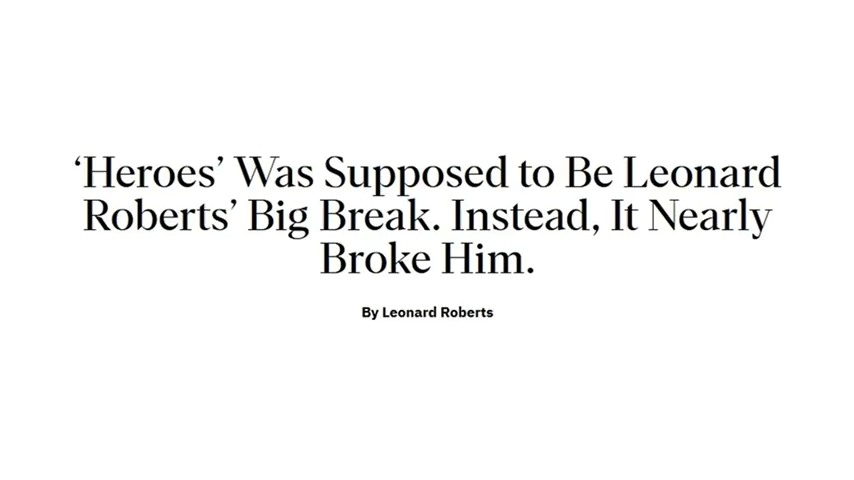 ‘Heroes’ Was Supposed to Be Leonard
Roberts’ Big Break. Instead, It Nearly
Broke Him.
By Leonard Roberts